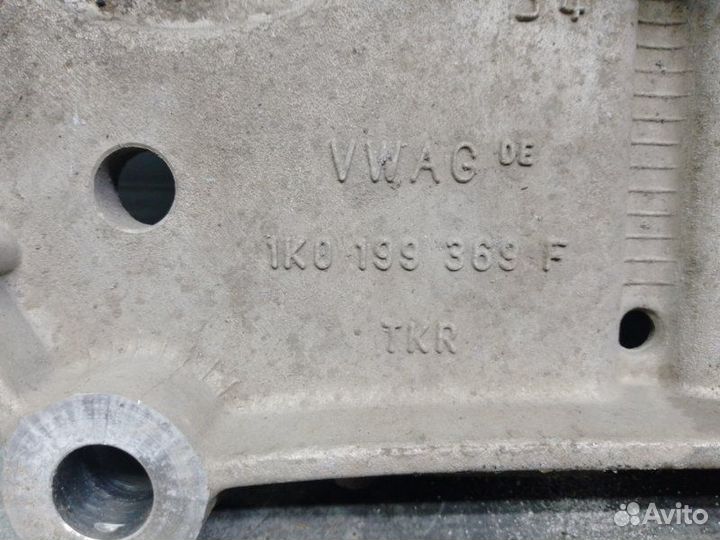 VWAG DE
1K0 199 369 F
TKR
Avito